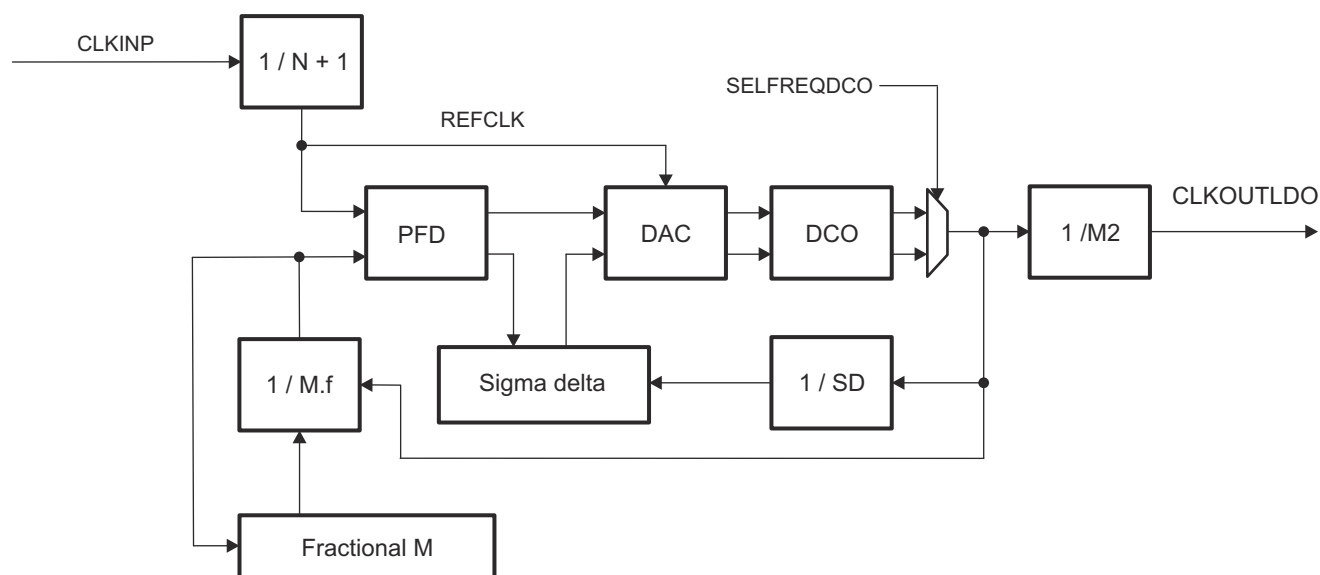 CLKINP
1 / N + 1
SELFREQDCO
REFCLK
CLKOUTLDO
PFD
DAC
DCO
1 /M2
1 / M.f
Sigma delta
1 / SD
Fractional M